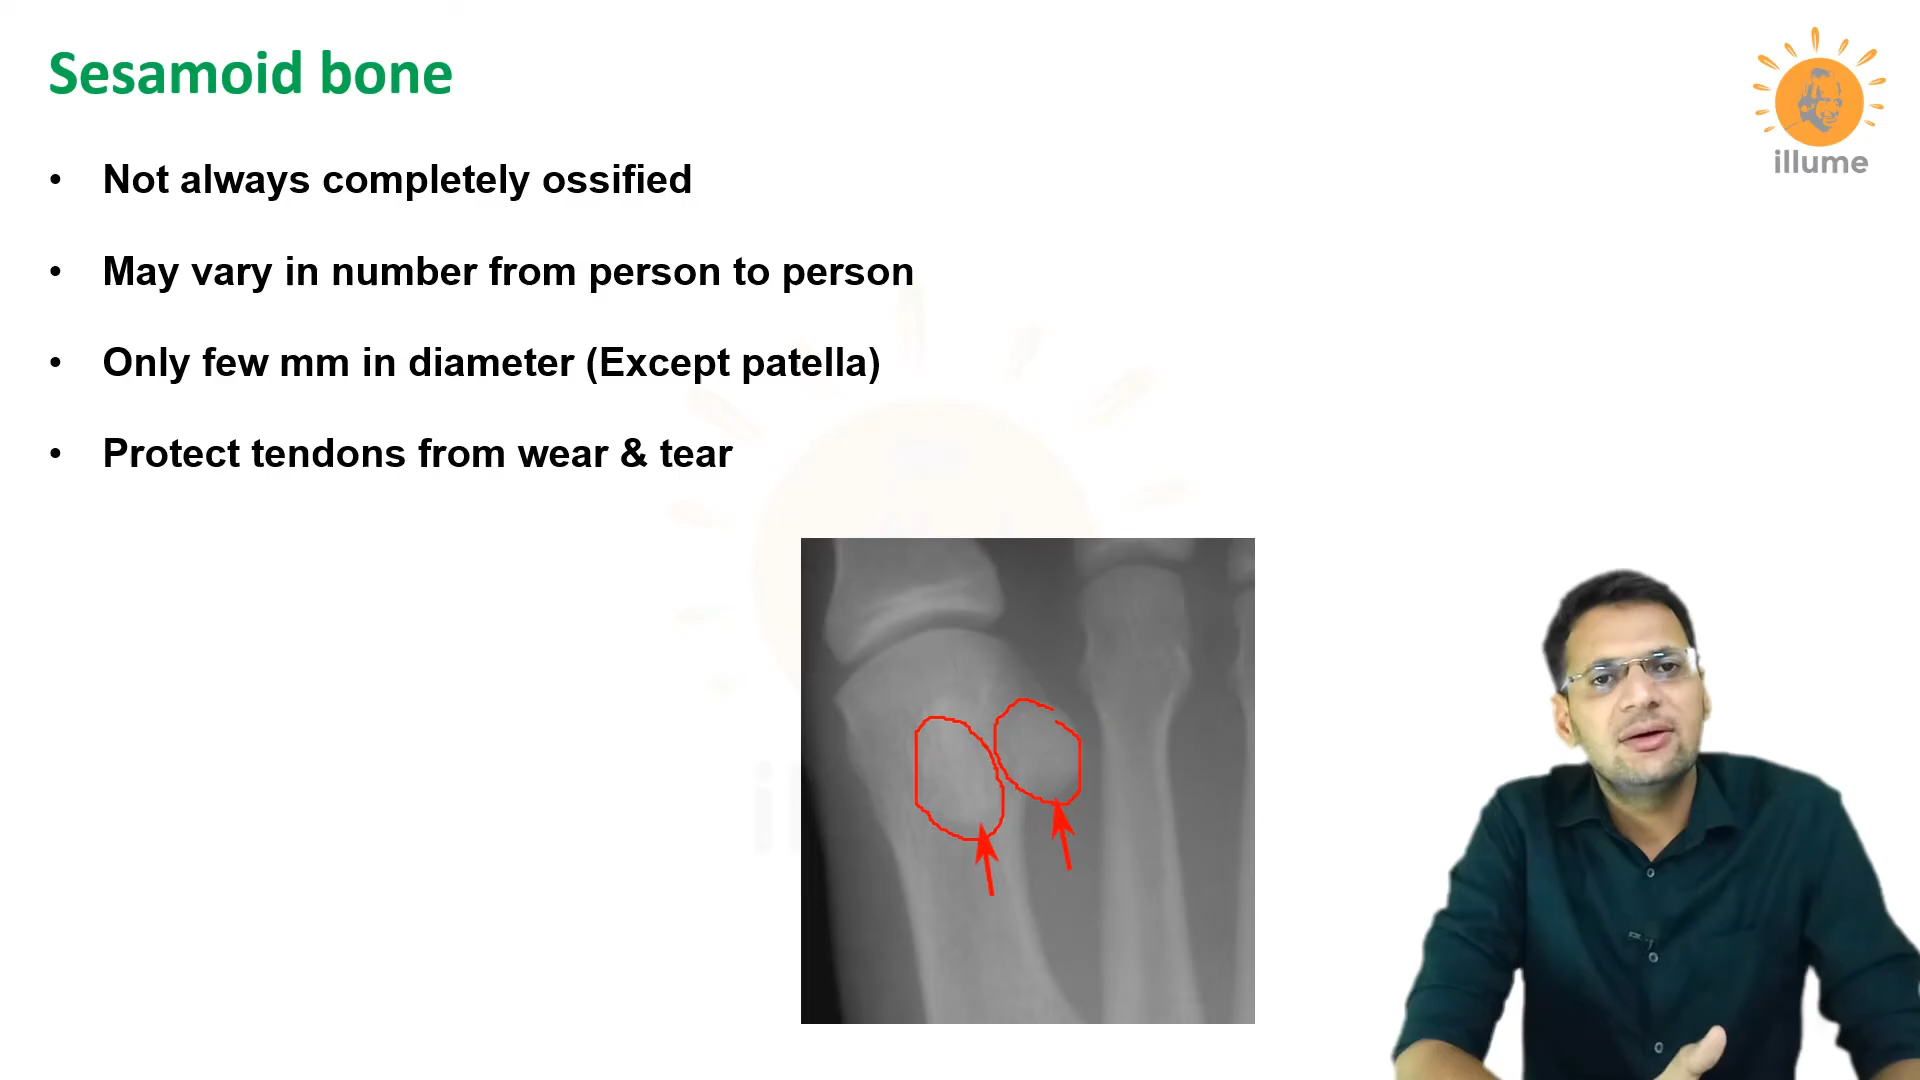 Sesamoid bone
illume
• Not always completely ossified
• May vary in number from person to person
• Only few mm in diameter (Except patella)
• Protect tendons from wear & tear